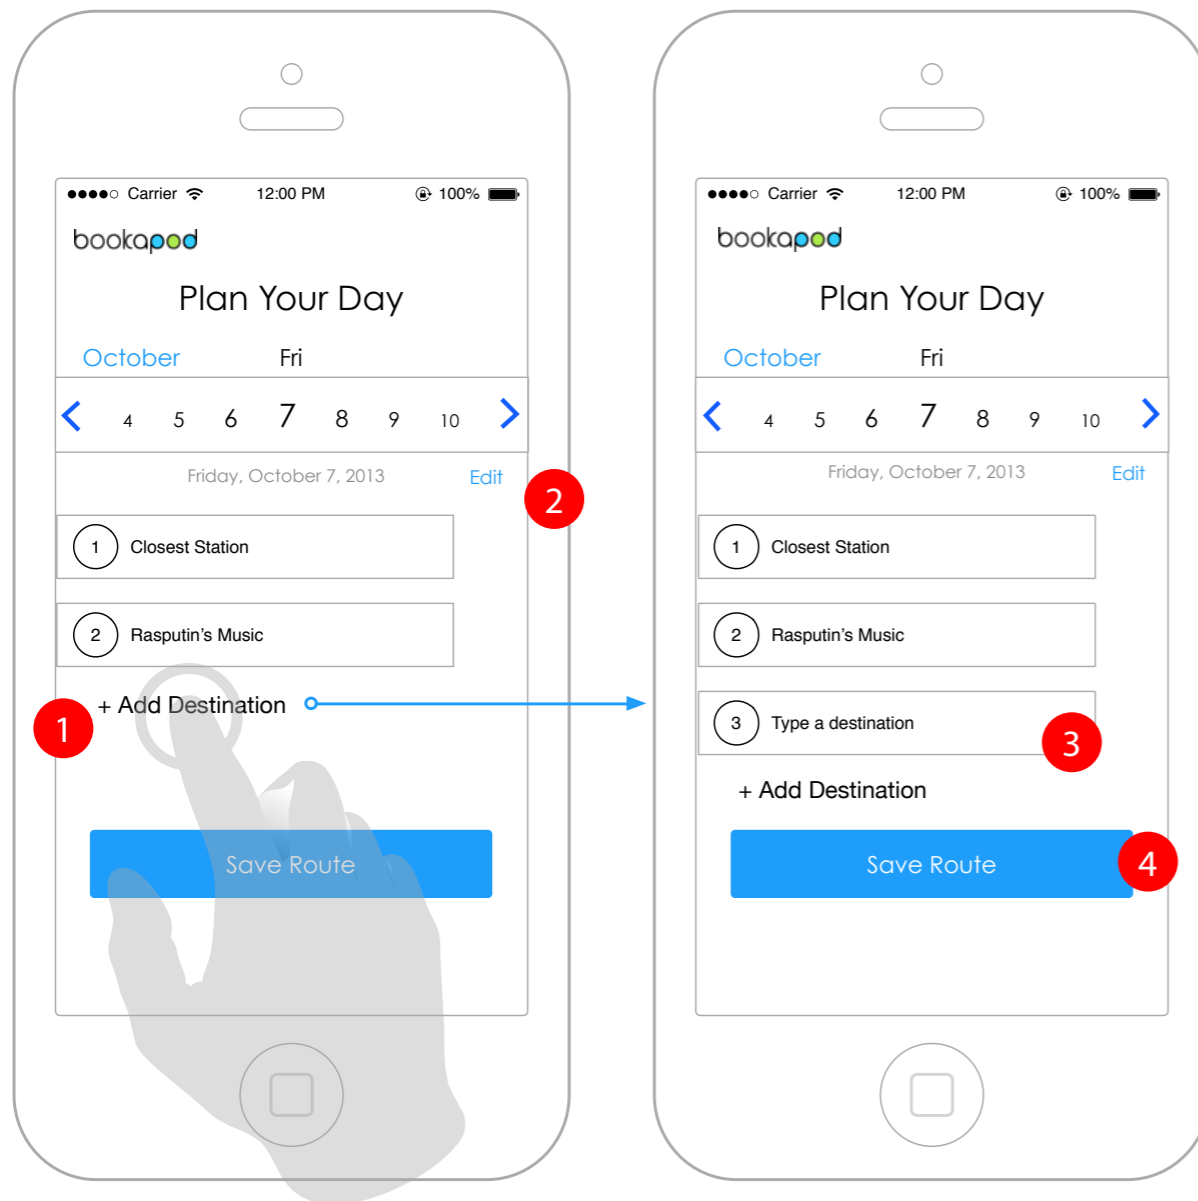 Carrier 12:00 PM 100%
bookapod
Plan Your Day
October Fri
4 5 6 7 8 9 10
Friday, October 7, 2013 Edit
2
1 Closest Station
2 Rasputin's Music
+ Add Destination
1
Save Route
Carrier 12:00 PM 100%
bookapod
Plan Your Day
October Fri
4 5 6 7 8 9 10
Friday, October 7, 2013 Edit
1 Closest Station
2 Rasputin's Music
3 Type a destination
3
+ Add Destination
Save Route
4